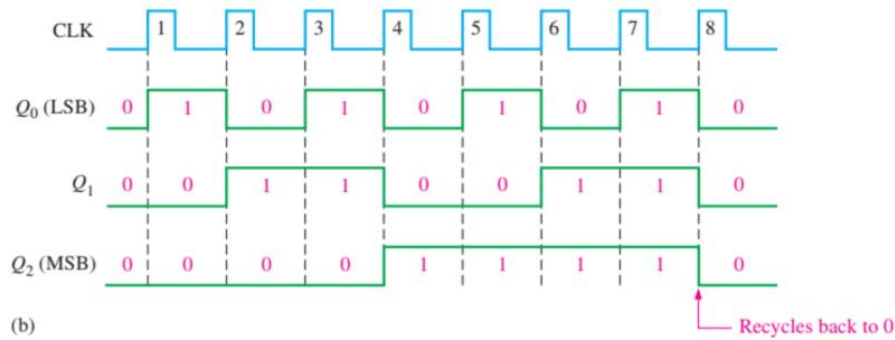 CLK 1 2 3 4 5 6 7 8
Q0 (LSB) 0 1 0 1 0 1 0 1 0
Q1 0 0 1 1 0 0 1 1 0
Q2 (MSB) 0 0 0 0 1 1 1 1 0
(b) Recycles back to 0